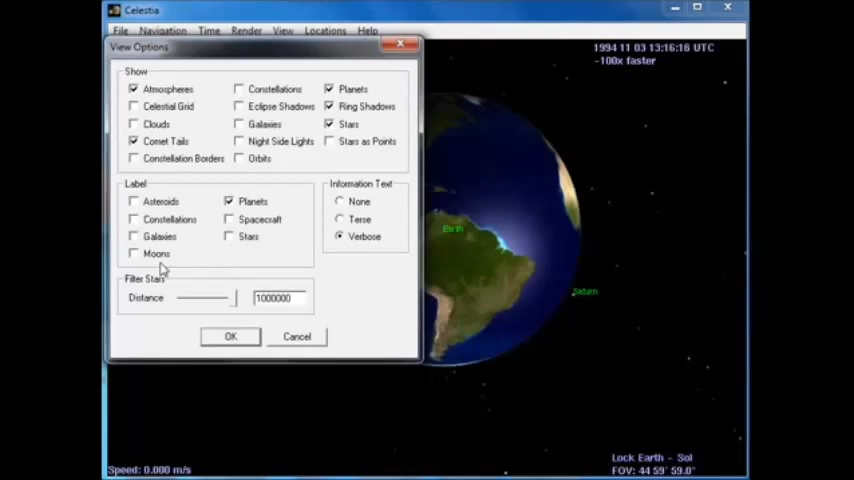 Celestia
File Navigation Time Render View Locations Help
View Options
1994 11 03 13:16:16 UTC
-100x faster
Show
Atmospheres Constellations Planets
Celestial Grid Eclipse Shadows Ring Shadows
Clouds Galaxies Stars
Comet Tails Night Side Lights Stars as Points
Constellation Borders Orbits
Label Information Text
Asteroids Planets None
Constellations Spacecraft Terse
Galaxies Stars Verbose
Moons
Earth
Saturn
Filter Stars
Distance 1000000
OK Cancel
Speed: 0.000 m/s
Lock Earth - Sol
FOV: 44 59' 59.0"